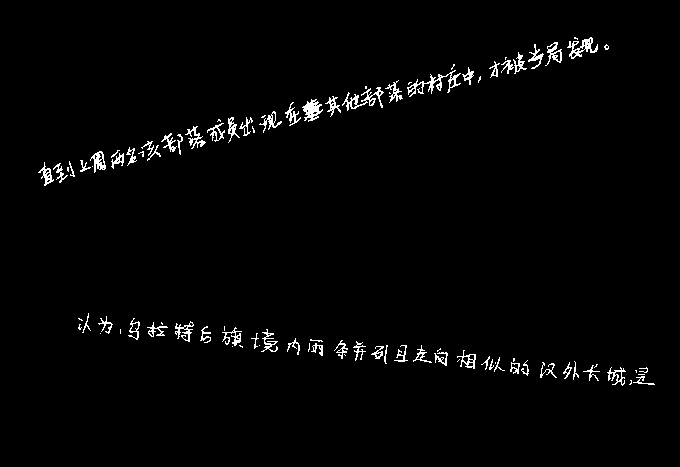 直到上周两名该部落成员出现在其他部落的村庄中，才被当局发现。
认为，乌拉特后旗境内两条并列且走向相似的汉外长城，是